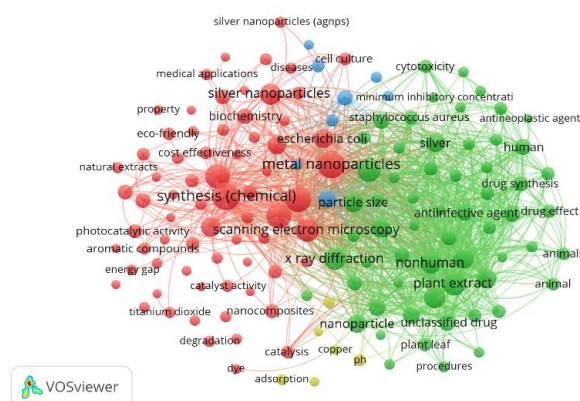 silver nanoparticles (agnps)
cell culture
diseases
cytotoxicity
medical applications
silver nanoparticles
minimum inhibitory concentrati
property
biochemistry
staphylococcus aureus
antineoplastic agent
eco-friendly
escherichia coli
silver
human
cost effectiveness
metal nanoparticles
natural extracts
drug synthesis
synthesis (chemical)
particle size
antiinfective agent
drug effect
photocatalytic activity
scanning electron microscopy
aromatic compounds
x ray diffraction
nonhuman
animals
energy gap
catalyst activity
plant extract
animal
titanium dioxide
nanocomposites
nanoparticle
unclassified drug
degradation
catalysis
copper
ph
plant leaf
dye
procedures
adsorption
VOSviewer